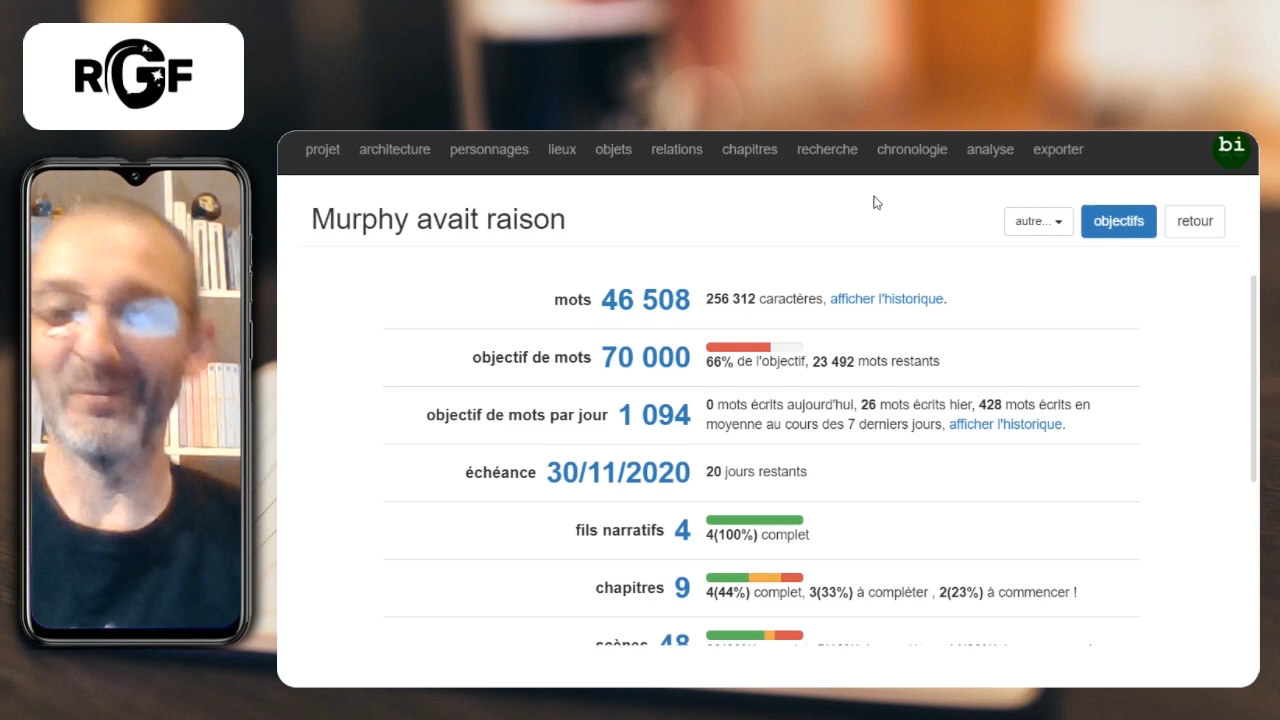 RGF
projet architecture personnages lieux objets relations chapitres recherche chronologie analyse exporter
bi
Murphy avait raison
autre... objectifs retour
mots 46 508 256 312 caractères, afficher l'historique.
objectif de mots 70 000 66% de l'objectif, 23 492 mots restants
objectif de mots par jour 1 094 0 mots écrits aujourd'hui, 26 mots écrits hier, 428 mots écrits en
moyenne au cours des 7 derniers jours, afficher l'historique.
échéance 30/11/2020 20 jours restants
fils narratifs 4 4(100%) complet
chapitres 9 4(44%) complet, 3(33%) à compléter , 2(23%) à commencer !
scènes 48